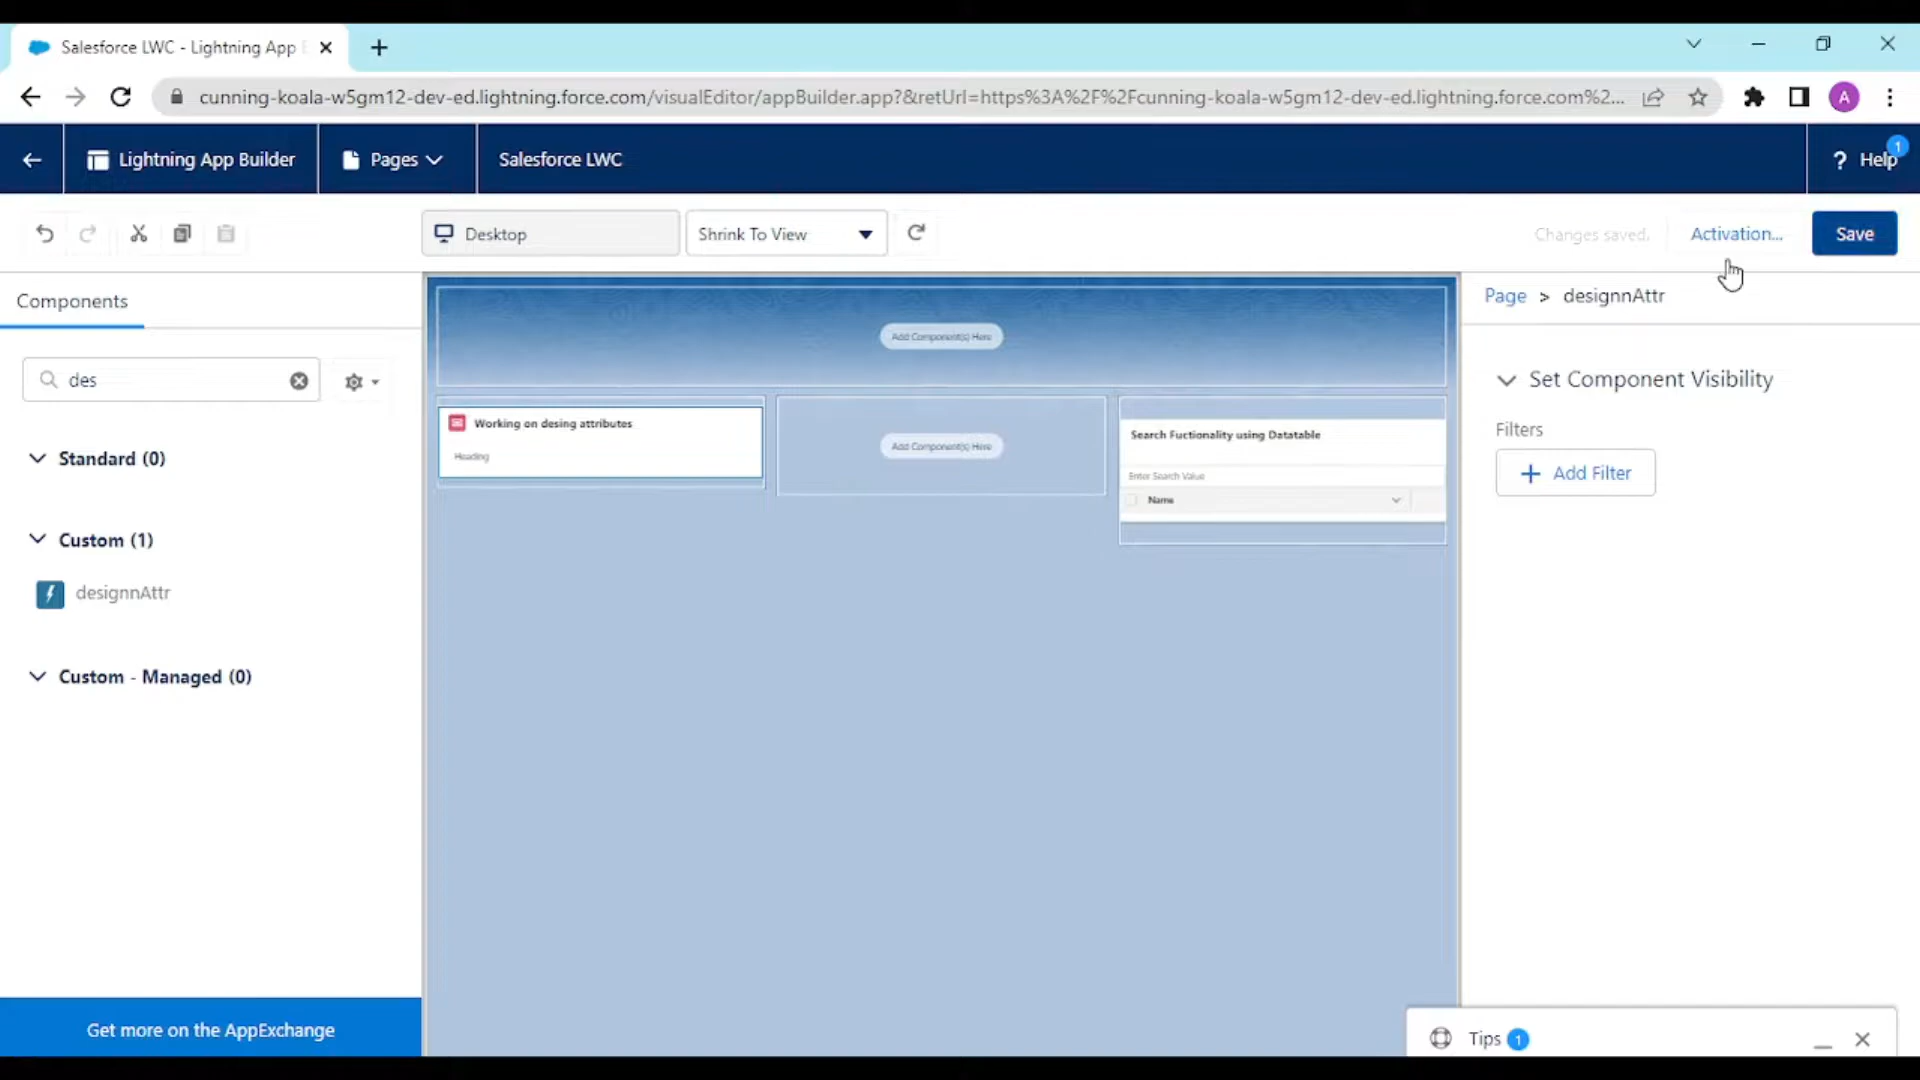 Salesforce LWC - Lightning App
cunning-koala-w5gm12-dev-ed.lightning.force.com/visualEditor/appBuilder.app?&retUrl=https%3A%2F%2Fcunning-koala-w5gm12-dev-ed.lightning.force.com%2...
A
Lightning App Builder
Pages
Salesforce LWC
? Help
1
Desktop
Shrink To View
Changes saved.
Activation...
Save
Components
Page > designnAttr
des
Add Component(s) Here
Set Component Visibility
Working on desing attributes
Heading
Add Component(s) Here
Search Fuctionality using Datatable
Enter Search Value
Name
Filters
+ Add Filter
Standard (0)
Custom (1)
designnAttr
Custom - Managed (0)
Get more on the AppExchange
Tips 1